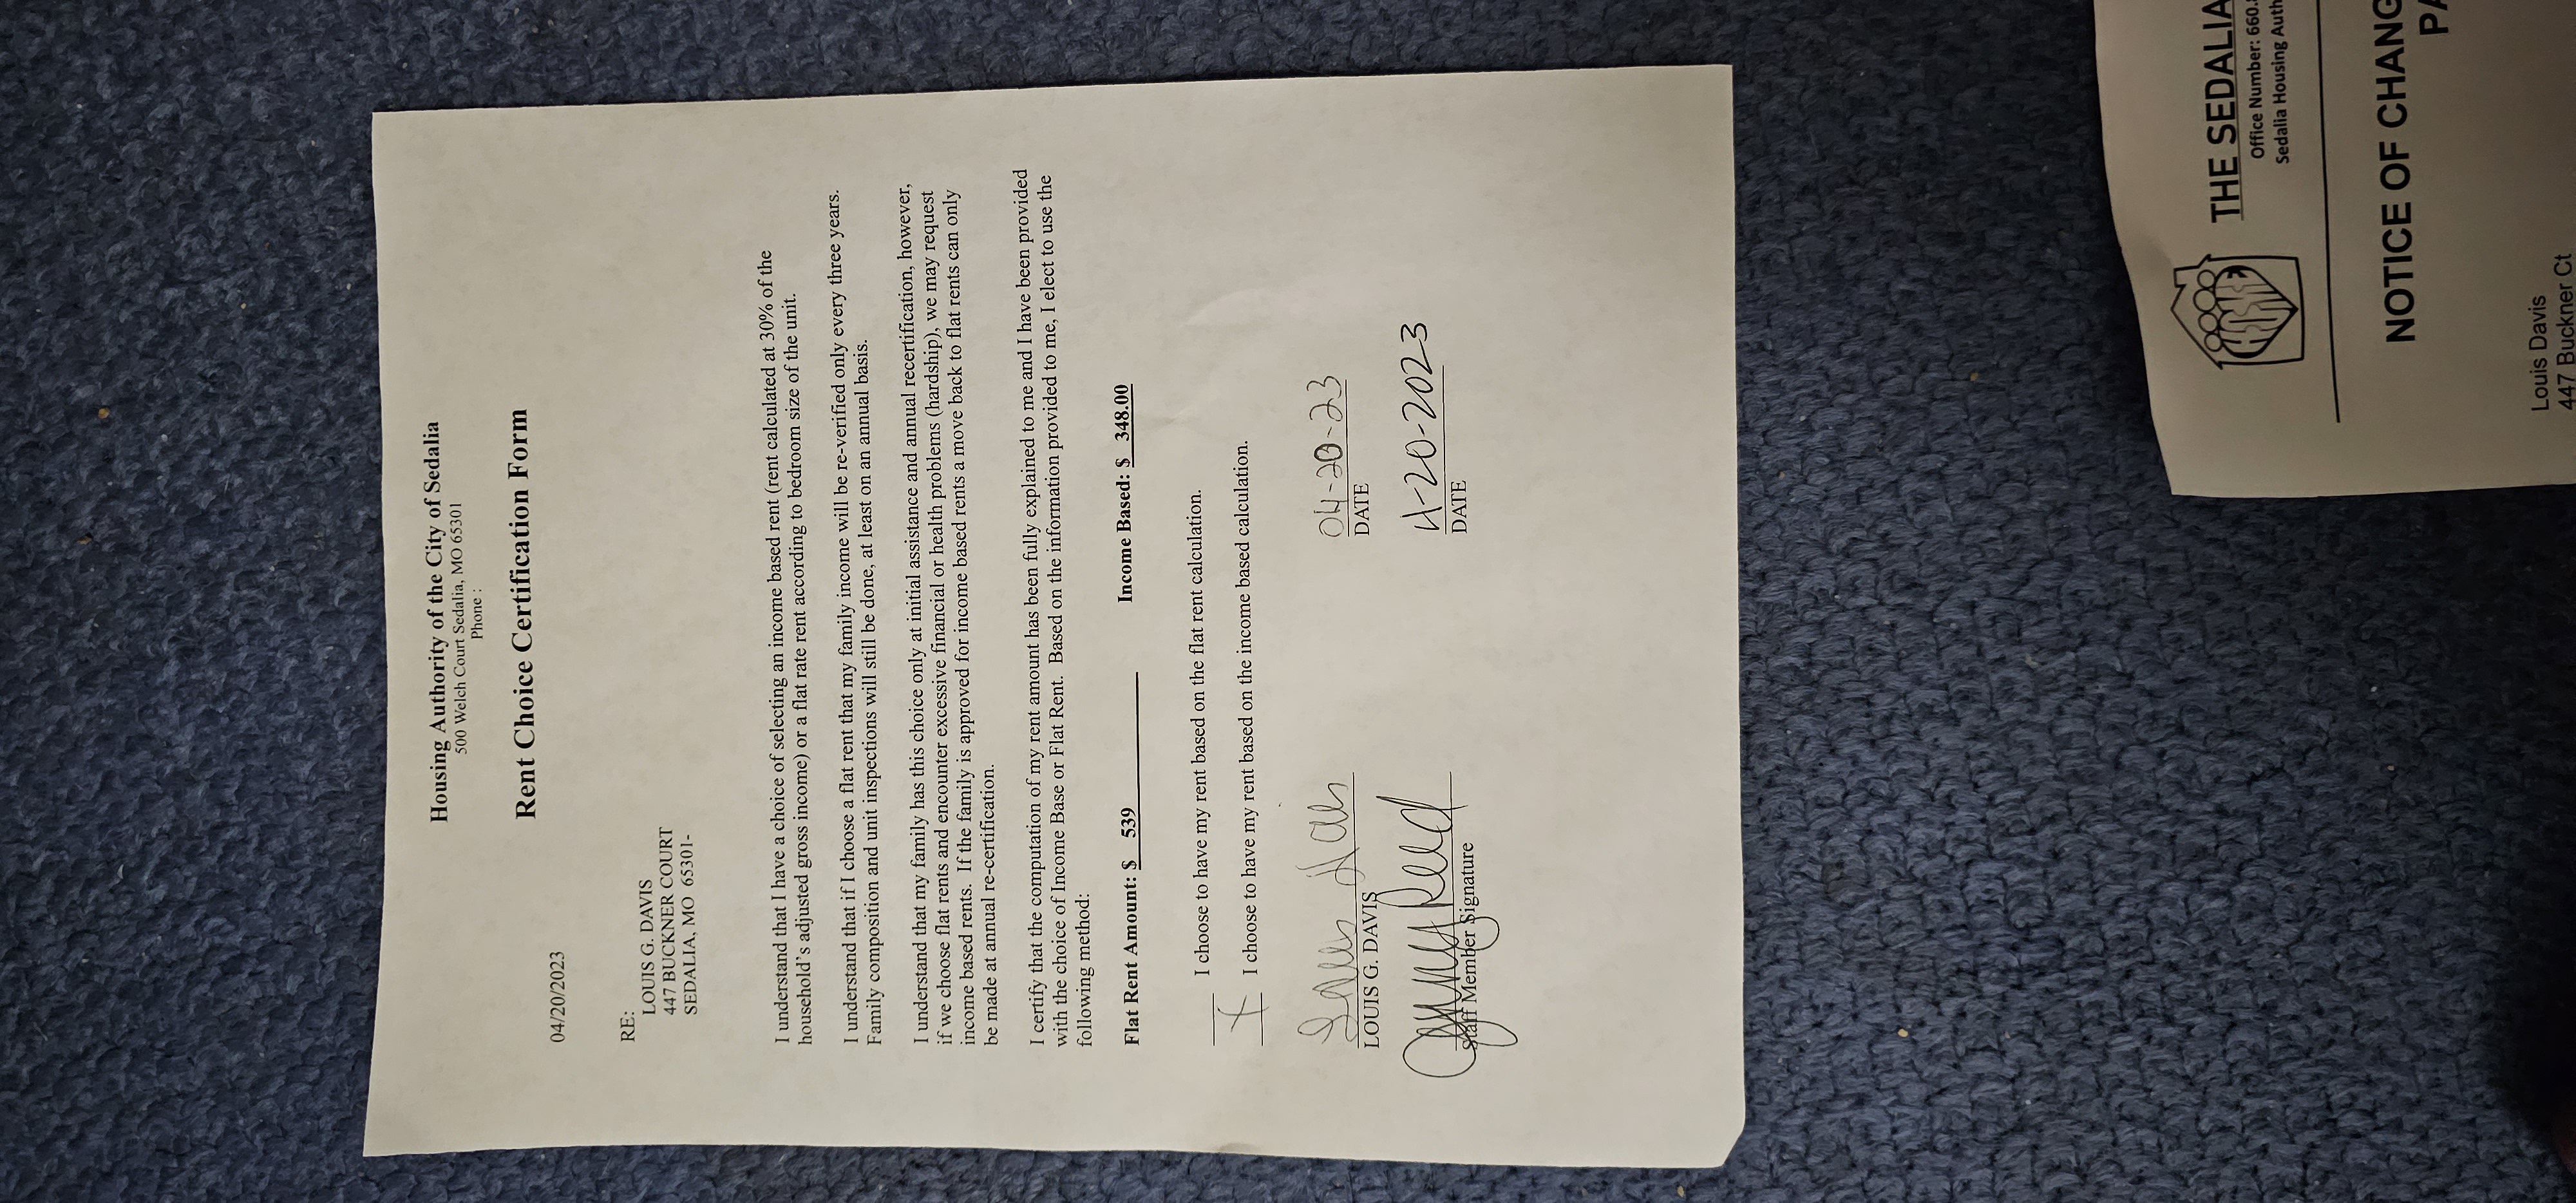 Housing Authority of the City of Sedalia
500 Welch Court Sedalia, MO 65301
Phone :
Rent Choice Certification Form
04/20/2023
RE:
LOUIS G. DAVIS
447 BUCKNER COURT
SEDALIA, MO 65301-
I understand that I have a choice of selecting an income based rent (rent calculated at 30% of the
household's adjusted gross income) or a flat rate rent according to bedroom size of the unit.
I understand that if I choose a flat rent that my family income will be re-verified only every three years.
Family composition and unit inspections will still be done, at least on an annual basis.
I understand that my family has this choice only at initial assistance and annual recertification, however,
if we choose flat rents and encounter excessive financial or health problems (hardship), we may request
income based rents. If the family is approved for income based rents a move back to flat rents can only
be made at annual re-certification.
I certify that the computation of my rent amount has been fully explained to me and I have been provided
with the choice of Income Base or Flat Rent. Based on the information provided to me, I elect to use the
following method:
Flat Rent Amount: $ 539 Income Based: $ 348.00
I choose to have my rent based on the flat rent calculation.
X I choose to have my rent based on the income based calculation.
04-20-23
LOUIS G. DAVIS DATE
4-20-2023
Staff Member Signature DATE
THE SEDALIA
Office Number: 660.
Sedalia Housing Auth
NOTICE OF CHANG
PA
Louis Davis
447 Buckner Ct